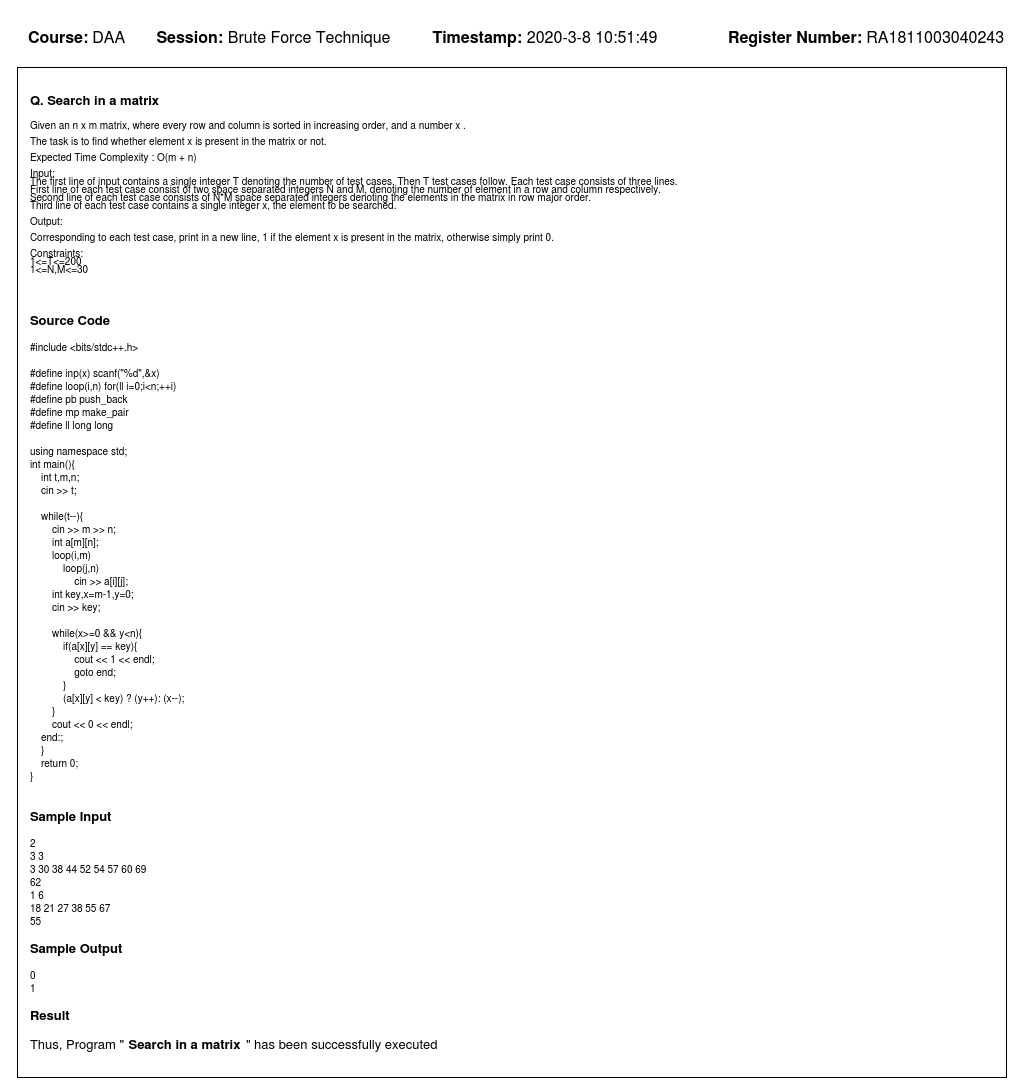 Course: DAA Session: Brute Force Technique Timestamp: 2020-3-8 10:51:49 Register Number: RA1811003040243
Q. Search in a matrix
Given an n x m matrix, where every row and column is sorted in increasing order, and a number x .
The task is to find whether element x is present in the matrix or not.
Expected Time Complexity : O(m + n)
Input:
The first line of input contains a single integer T denoting the number of test cases. Then T test cases follow. Each test case consists of three lines.
First line of each test case consist of two space separated integers N and M, denoting the number of element in a row and column respectively.
Second line of each test case consists of N*M space separated integers denoting the elements in the matrix in row major order.
Third line of each test case contains a single integer x, the element to be searched.
Output:
Corresponding to each test case, print in a new line, 1 if the element x is present in the matrix, otherwise simply print 0.
Constraints:
1<=T<=200
1<=N,M<=30
Source Code
#include <bits/stdc++.h>
#define inp(x) scanf("%d",&x)
#define loop(i,n) for(ll i=0;i<n;++i)
#define pb push_back
#define mp make_pair
#define ll long long
using namespace std;
int main(){
int t,m,n;
cin >> t;
while(t--){
cin >> m >> n;
int a[m][n];
loop(i,m)
loop(j,n)
cin >> a[i][j];
int key,x=m-1,y=0;
cin >> key;
while(x>=0 && y<n){
if(a[x][y] == key){
cout << 1 << endl;
goto end;
}
(a[x][y] < key) ? (y++): (x--);
}
cout << 0 << endl;
end:;
}
return 0;
}
Sample Input
2
3 3
3 30 38 44 52 54 57 60 69
62
1 6
18 21 27 38 55 67
55
Sample Output
0
1
Result
Thus, Program " Search in a matrix " has been successfully executed